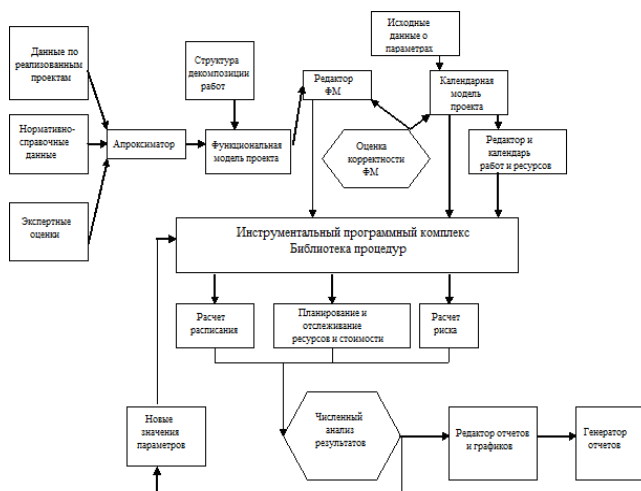 Данные по
реализованным
проектам
Структура
декомпозиции
работ
Редактор
ФМ
Исходные
данные о
параметрах
Календарная
модель
проекта
Нормативно-
справочные
данные
Апроксиматор
Функциональная
модель проекта
Оценка
корректности
ФМ
Редактор и
календарь
работ и ресурсов
Экспертные
оценки
Инструментальный программный комплекс
Библиотека процедур
Расчет
расписания
Планирование и
отслеживание
ресурсов и стоимости
Расчет
риска
Новые
значения
параметров
Численный
анализ
результатов
Редактор отчетов
и графиков
Генератор
отчетов